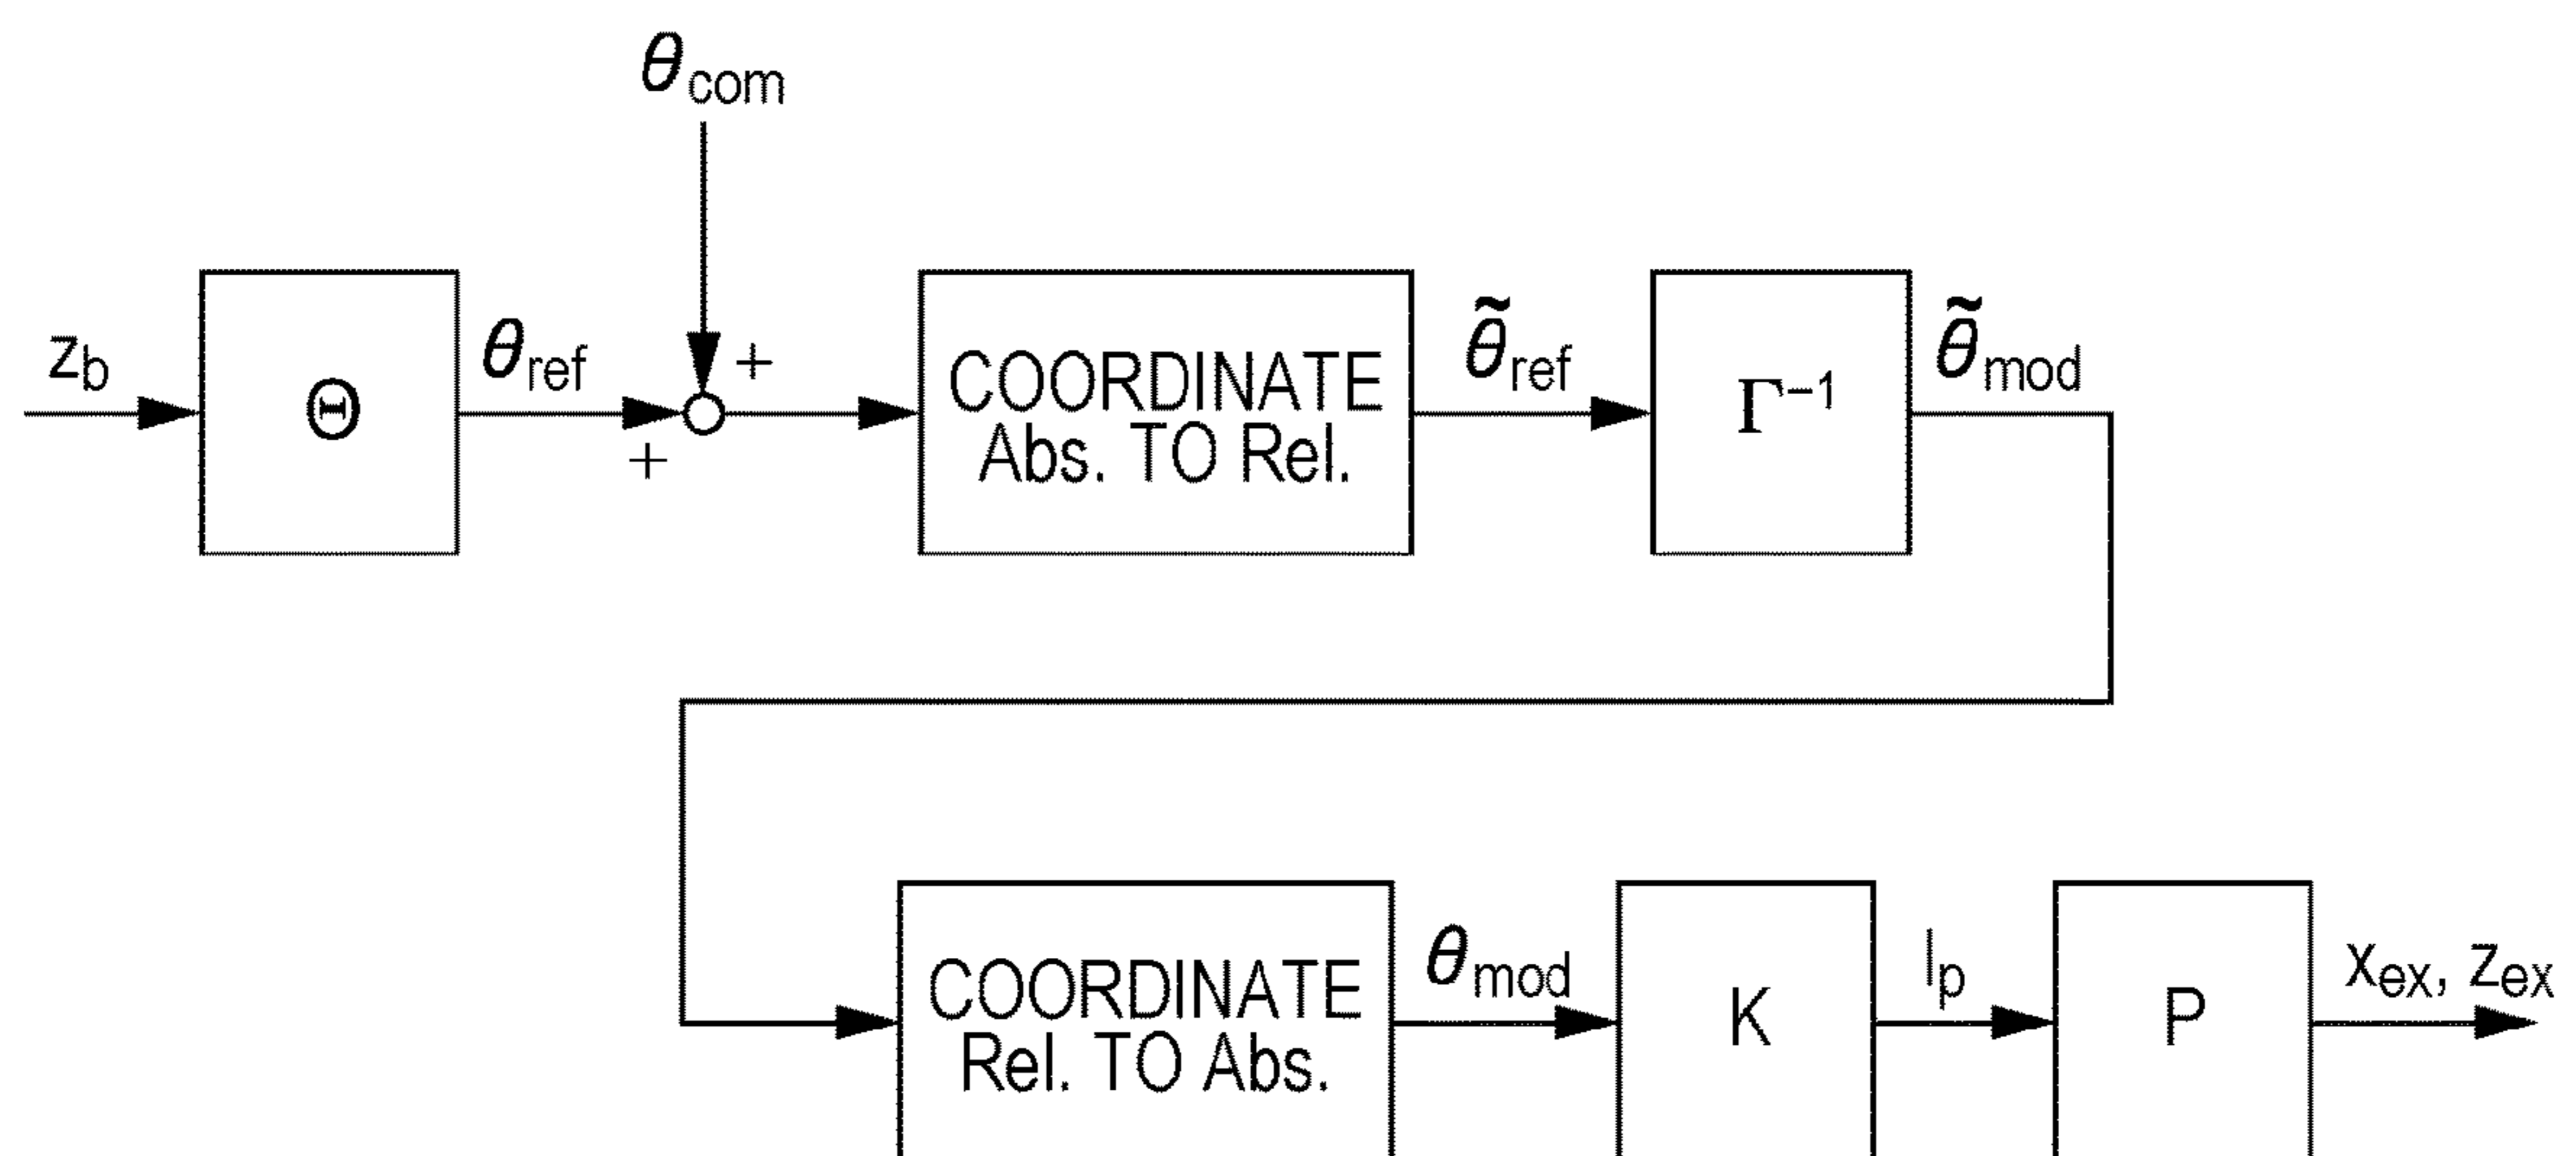 θcom
zb
Θ
θref
+
+
COORDINATE
Abs. TO Rel.
θ̃ref
Γ⁻¹
θ̃mod
COORDINATE
Rel. TO Abs.
θmod
K
Ip
P
xex, zex